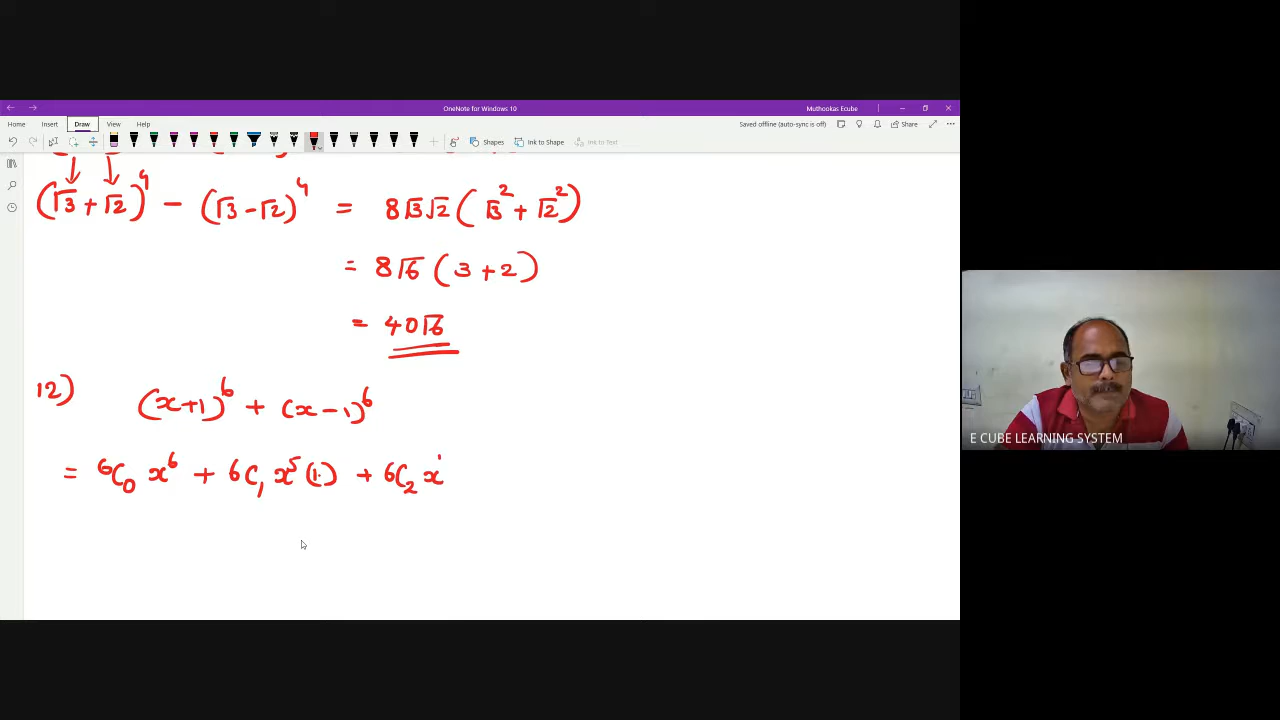 OneNote for Windows 10
Muthookas Ecube
Home Insert Draw View Help
Saved offline (auto-sync is off) Share
Shapes Ink to Shape Ink to Text
(√3+√2)⁴ − (√3−√2)⁴ = 8√3√2(√3²+√2²)
= 8√6(3+2)
= 40√6
12) (x+1)⁶ + (x−1)⁶
= 6C₀ x⁶ + 6C₁ x⁵(1) + 6C₂ x
E CUBE LEARNING SYSTEM